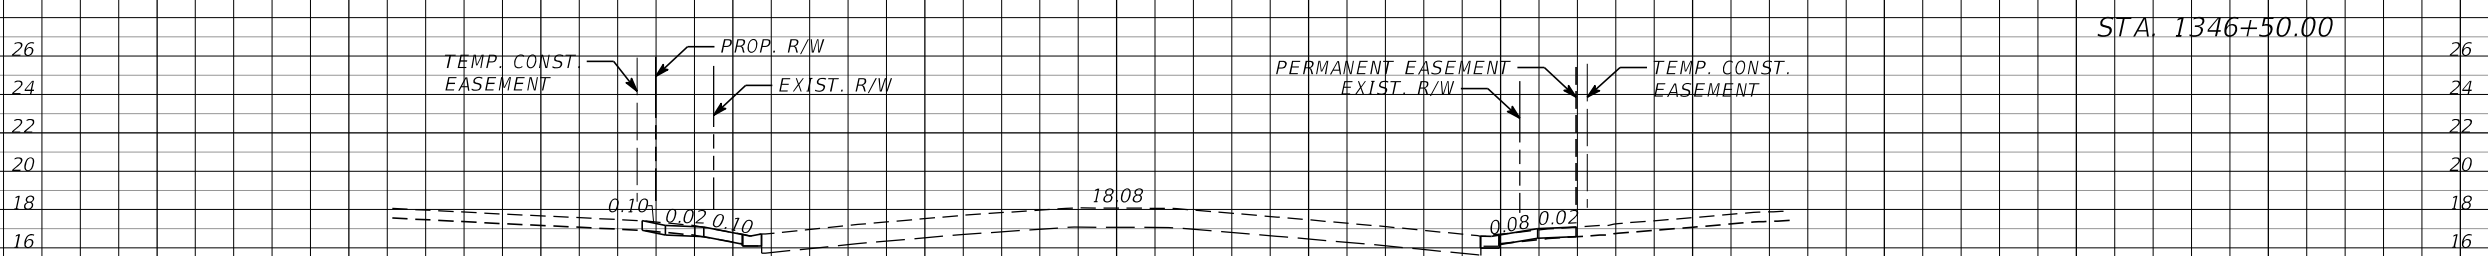 STA. 1346+50.00
26
PROP. R/W
26
TEMP. CONST.
EASEMENT
PERMANENT EASEMENT
TEMP. CONST.
EASEMENT
24
EXIST. R/W
EXIST. R/W
24
22
22
20
20
18
0.10
0.02
0.10
18.08
0.08
0.02
18
16
16